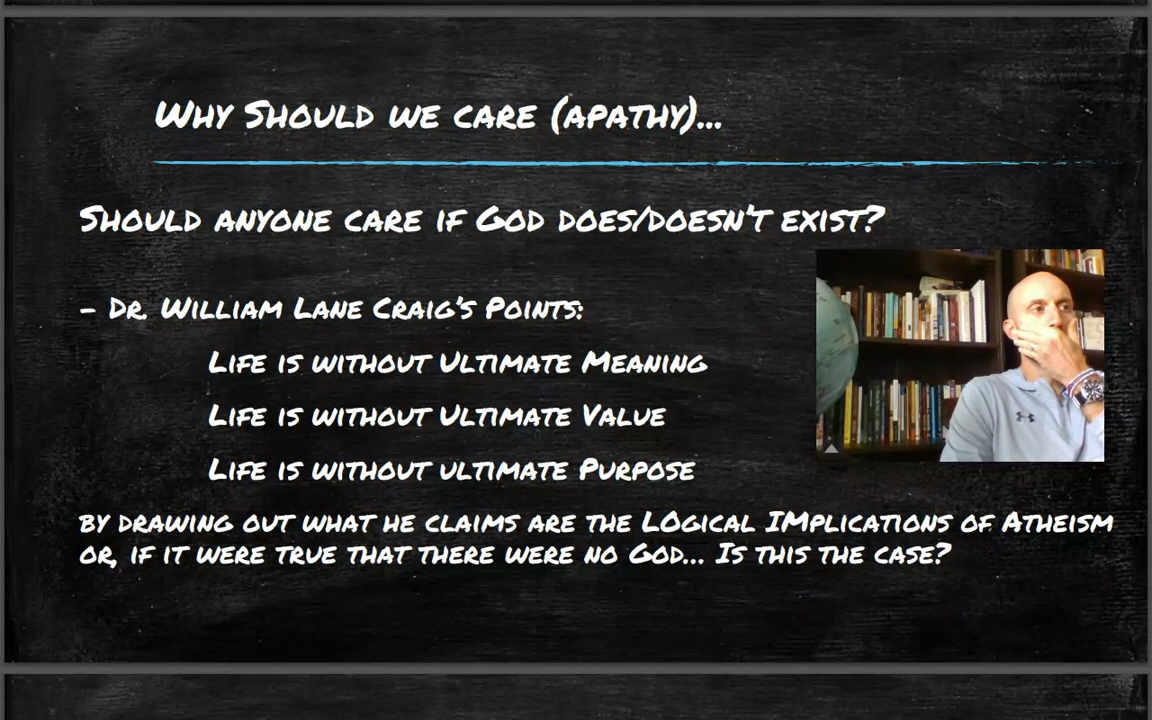 Why Should we care (apathy)...
Should anyone care if God does/doesn't exist?
- Dr. William Lane Craig's Points:
Life is without Ultimate Meaning
Life is without Ultimate Value
Life is without ultimate Purpose
by drawing out what he claims are the LOgical IMplications of Atheism
or, if it were true that there were no God... Is this the case?